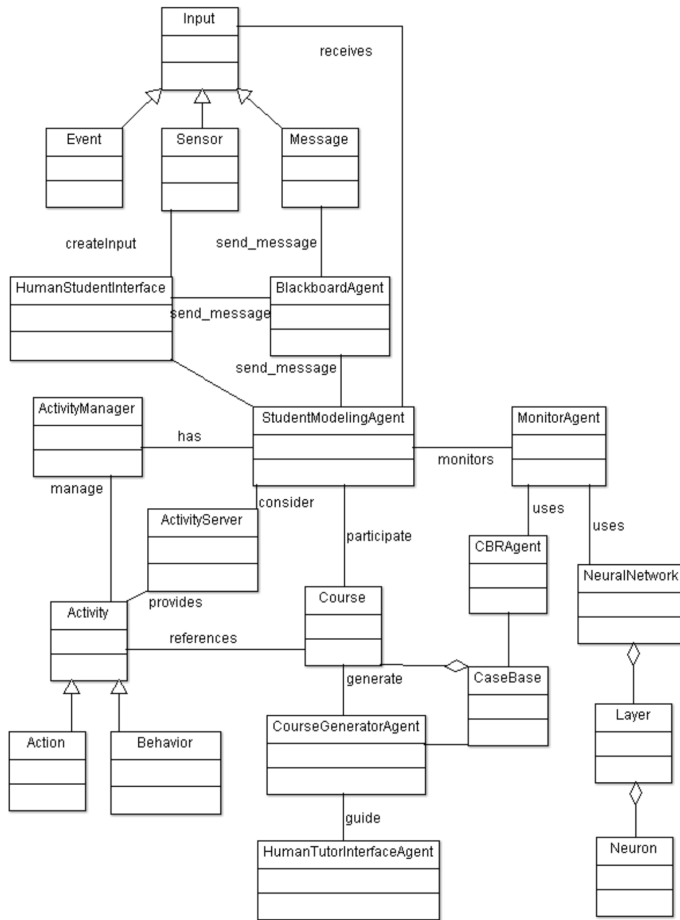 Input
receives
Event
Sensor
Message
createInput
send_message
HumanStudentInterface
BlackboardAgent
send_message
send_message
ActivityManager
StudentModelingAgent
MonitorAgent
has
monitors
manage
consider
ActivityServer
uses
uses
participate
CBRAgent
NeuralNetwork
provides
Activity
Course
references
generate
CaseBase
Layer
Action
Behavior
CourseGeneratorAgent
guide
HumanTutorInterfaceAgent
Neuron